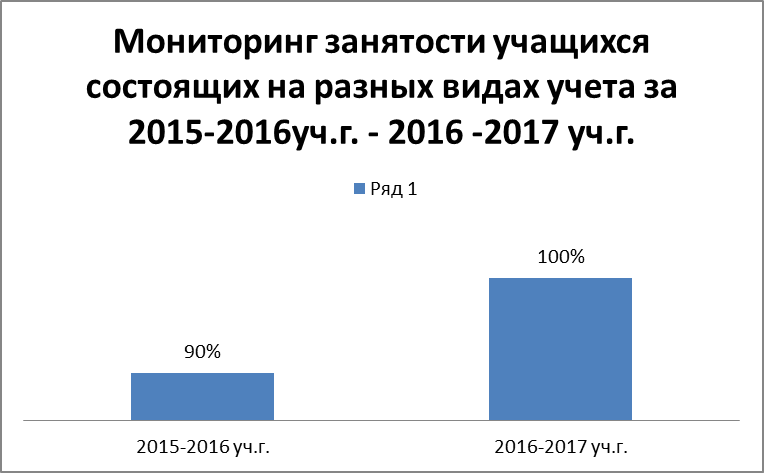 Мониторинг занятости учащихся
состоящих на разных видах учета за
2015-2016уч.г. - 2016 -2017 уч.г.
Ряд 1
100%
90%
2015-2016 уч.г.
2016-2017 уч.г.